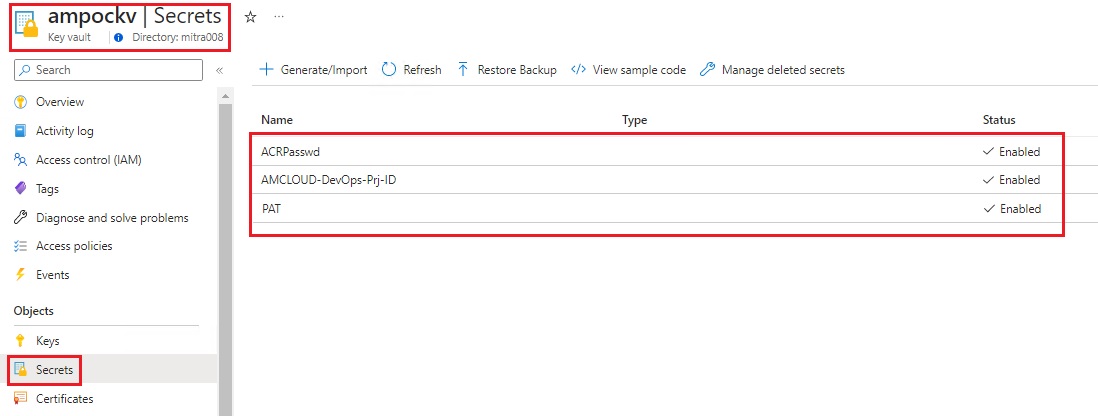 ampockv | Secrets ☆ ...
Key vault | Directory: mitra008
Search «
Generate/Import Refresh Restore Backup </> View sample code Manage deleted secrets
Overview
Activity log
Access control (IAM)
Tags
Diagnose and solve problems
Access policies
Events
Objects
Keys
Secrets
Certificates
Name Type Status
ACRPasswd Enabled
AMCLOUD-DevOps-Prj-ID Enabled
PAT Enabled